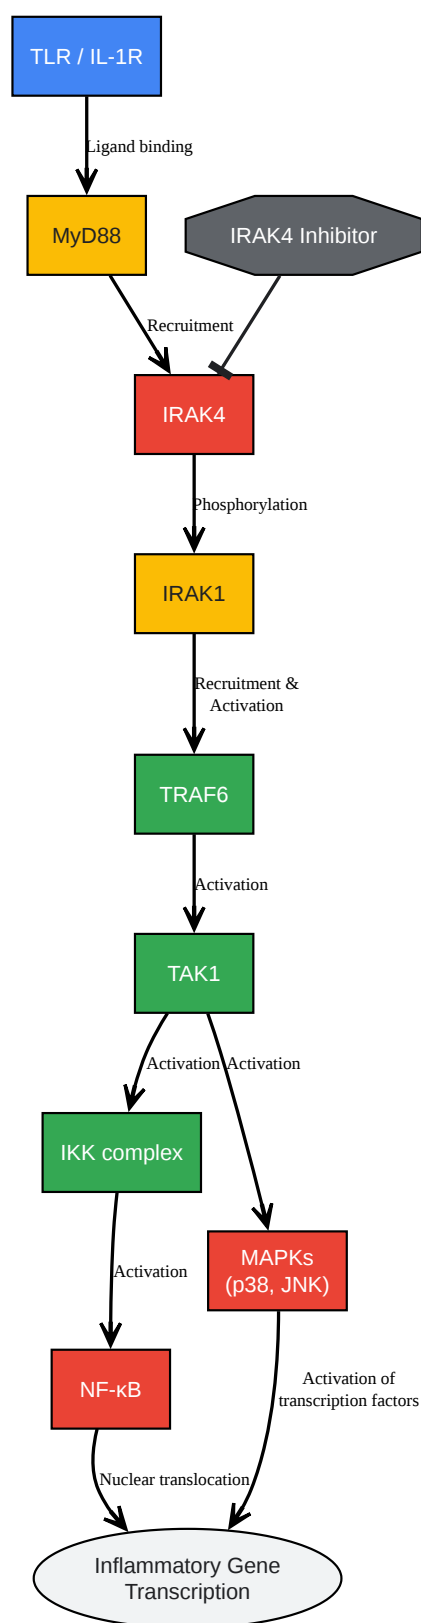 TLR / IL-1R
Ligand binding
MyD88
IRAK4 Inhibitor
Recruitment
IRAK4
Phosphorylation
IRAK1
Recruitment &
Activation
TRAF6
Activation
TAK1
Activation
Activation
IKK complex
MAPKs
(p38, JNK)
Activation
NF-κB
Activation of
transcription factors
Nuclear translocation
Inflammatory Gene
Transcription